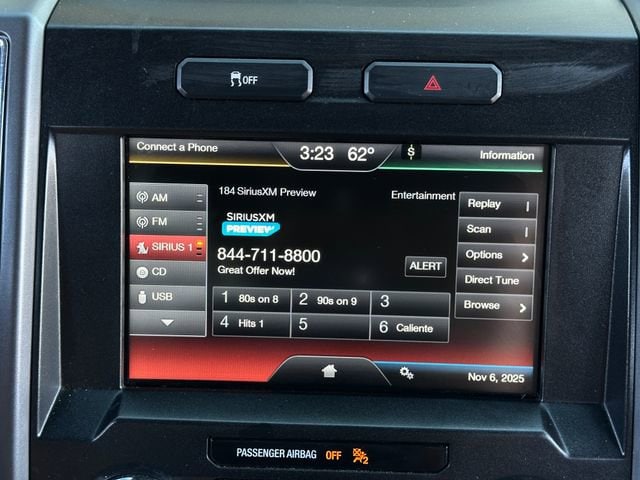 OFF
Connect a Phone
3:23 62°
$
Information
184 SiriusXM Preview
Entertainment
AM
FM
SIRIUS 1
CD
USB
SIRIUSXM
PREVIEW
844-711-8800
Great Offer Now!
ALERT
Replay
Scan
Options
Direct Tune
Browse
1 80s on 8
2 90s on 9
3
4 Hits 1
5
6 Caliente
Nov 6, 2025
PASSENGER AIRBAG OFF
2